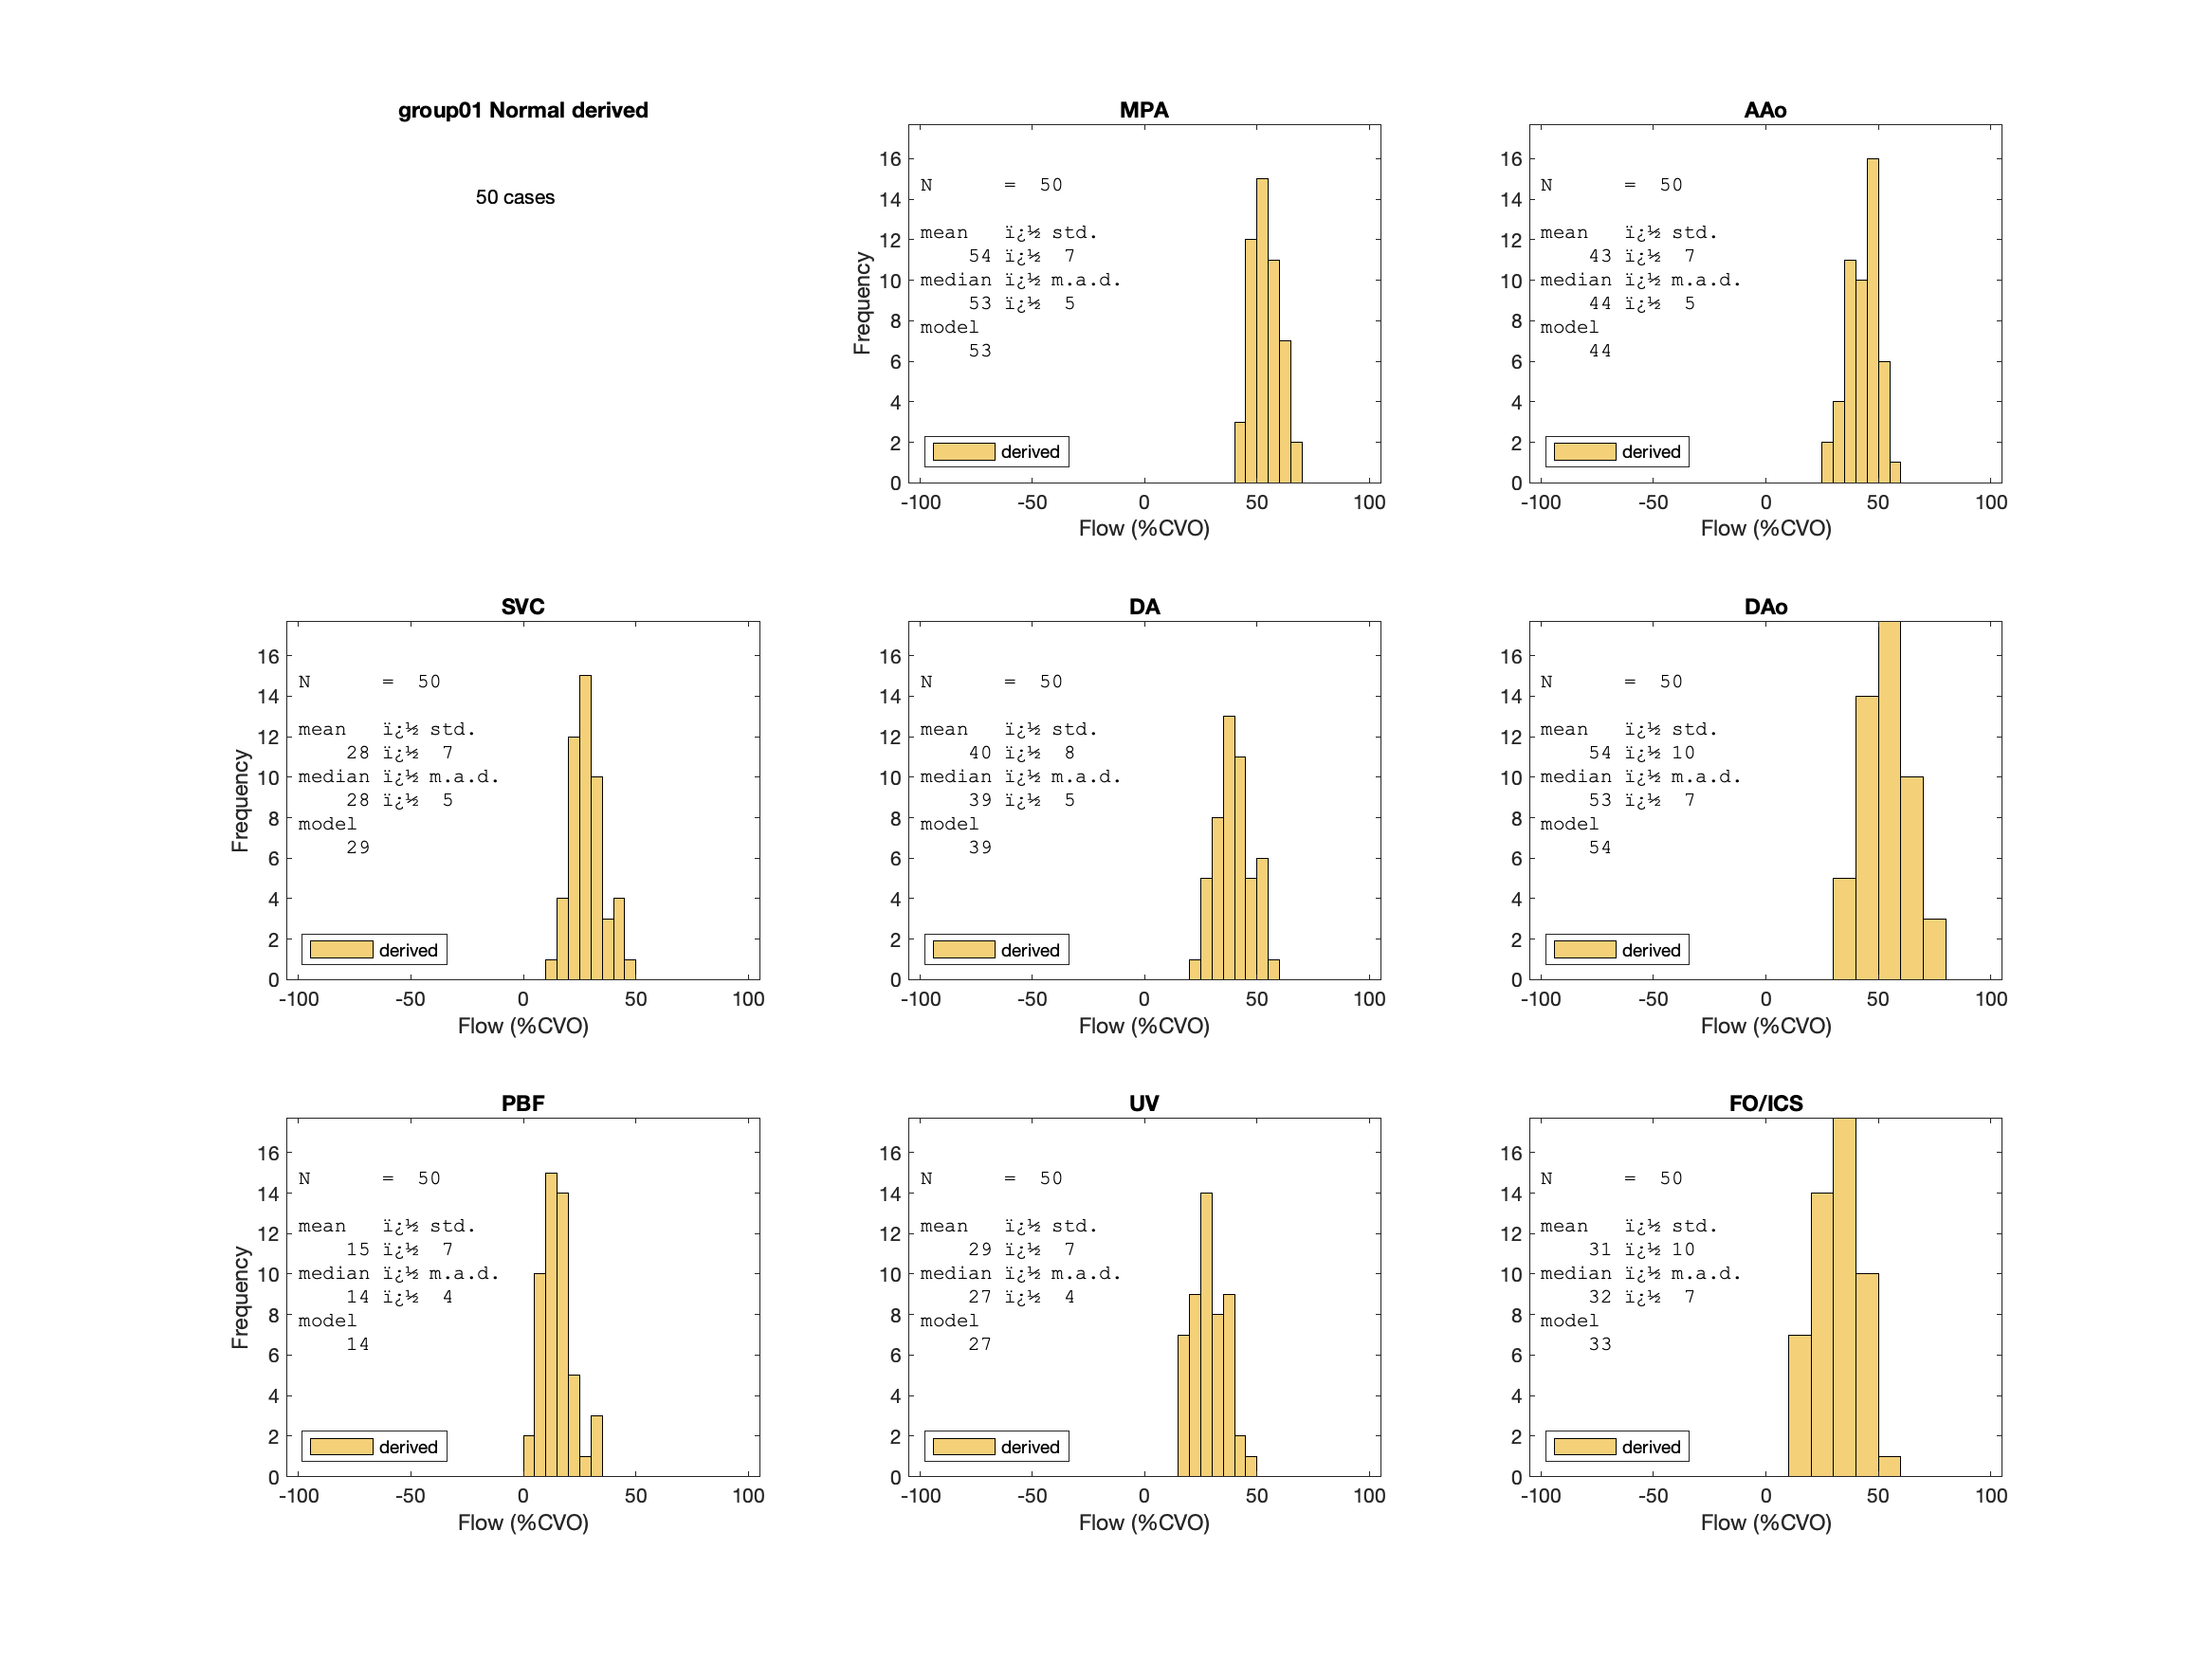 group01 Normal derived
50 cases
MPA
16
14
12
10
8
6
4
2
0
Frequency
N = 50
mean ï¿½ std.
54 ï¿½ 7
median ï¿½ m.a.d.
53 ï¿½ 5
model
53
derived
-100 -50 0 50 100
Flow (%CVO)
AAo
16
14
12
10
8
6
4
2
0
N = 50
mean ï¿½ std.
43 ï¿½ 7
median ï¿½ m.a.d.
44 ï¿½ 5
model
44
derived
-100 -50 0 50 100
Flow (%CVO)
SVC
16
14
12
10
8
6
4
2
0
Frequency
N = 50
mean ï¿½ std.
28 ï¿½ 7
median ï¿½ m.a.d.
28 ï¿½ 5
model
29
derived
-100 -50 0 50 100
Flow (%CVO)
DA
16
14
12
10
8
6
4
2
0
N = 50
mean ï¿½ std.
40 ï¿½ 8
median ï¿½ m.a.d.
39 ï¿½ 5
model
39
derived
-100 -50 0 50 100
Flow (%CVO)
DAo
16
14
12
10
8
6
4
2
0
N = 50
mean ï¿½ std.
54 ï¿½ 10
median ï¿½ m.a.d.
53 ï¿½ 7
model
54
derived
-100 -50 0 50 100
Flow (%CVO)
PBF
16
14
12
10
8
6
4
2
0
Frequency
N = 50
mean ï¿½ std.
15 ï¿½ 7
median ï¿½ m.a.d.
14 ï¿½ 4
model
14
derived
-100 -50 0 50 100
Flow (%CVO)
UV
16
14
12
10
8
6
4
2
0
N = 50
mean ï¿½ std.
29 ï¿½ 7
median ï¿½ m.a.d.
27 ï¿½ 4
model
27
derived
-100 -50 0 50 100
Flow (%CVO)
FO/ICS
16
14
12
10
8
6
4
2
0
N = 50
mean ï¿½ std.
31 ï¿½ 10
median ï¿½ m.a.d.
32 ï¿½ 7
model
33
derived
-100 -50 0 50 100
Flow (%CVO)